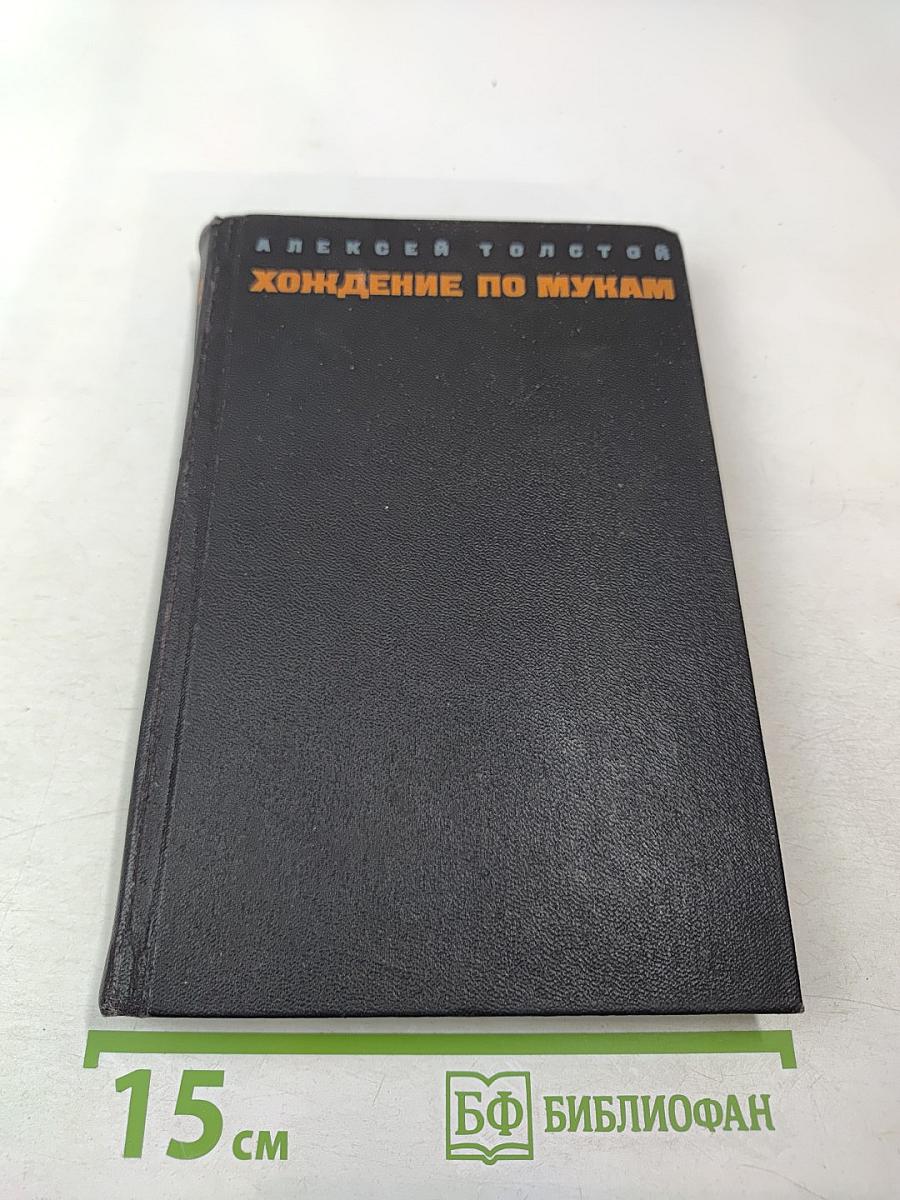 АЛЕКСЕЙ ТОЛСТОЙ
ХОЖДЕНИЕ ПО МУКАМ
15 см
БФ БИБЛИОФАН